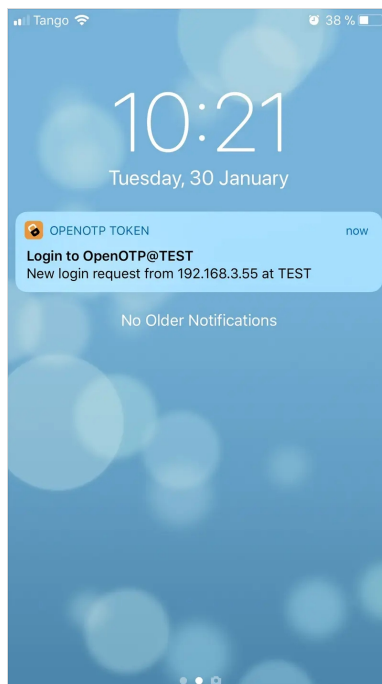 Tango 38 %
10:21
Tuesday, 30 January
OPENOTP TOKEN now
Login to OpenOTP@TEST
New login request from 192.168.3.55 at TEST
No Older Notifications